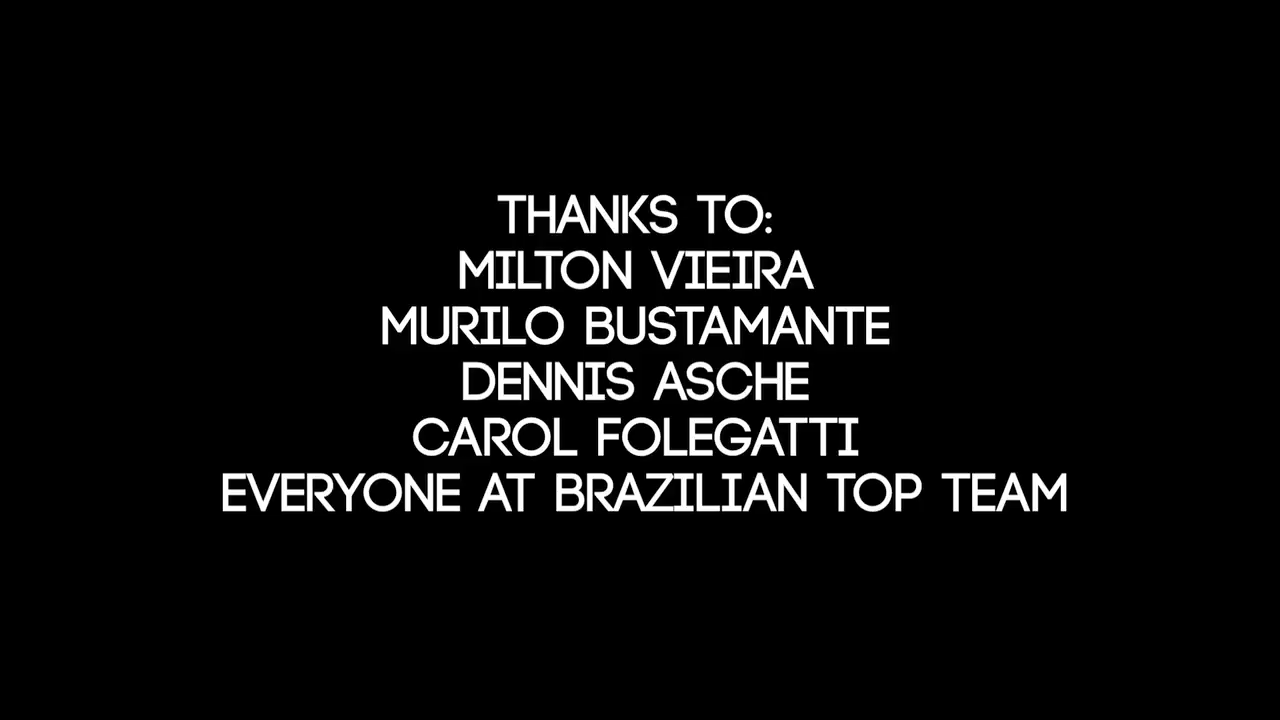 THANKS TO:
MILTON VIEIRA
MURILO BUSTAMANTE
DENNIS ASCHE
CAROL FOLEGATTI
EVERYONE AT BRAZILIAN TOP TEAM